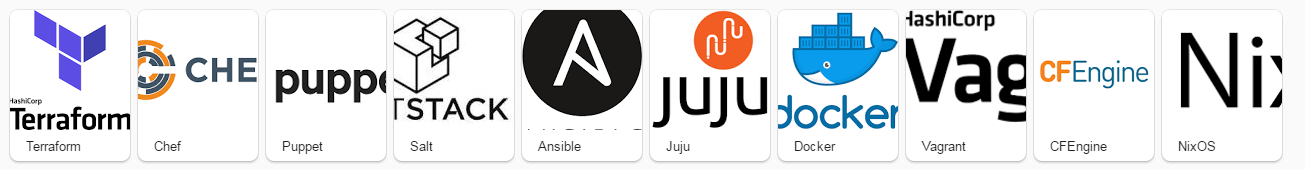 HashiCorp
Terraform
Terraform
CHE
Chef
puppe
Puppet
TSTACK
Salt
A
Ansible
juju
Juju
docker
Docker
HashiCorp
Vag
Vagrant
CFEngine
CFEngine
Nix
NixOS